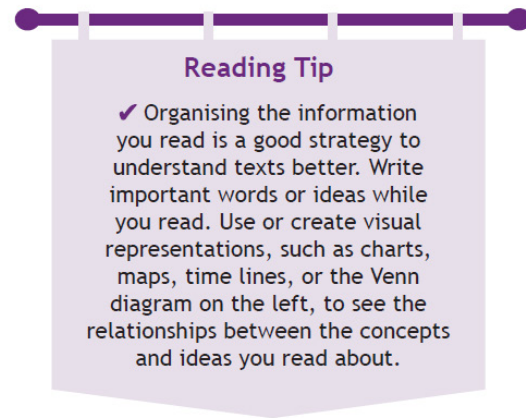 Reading Tip
✔ Organising the information
you read is a good strategy to
understand texts better. Write
important words or ideas while
you read. Use or create visual
representations, such as charts,
maps, time lines, or the Venn
diagram on the left, to see the
relationships between the concepts
and ideas you read about.